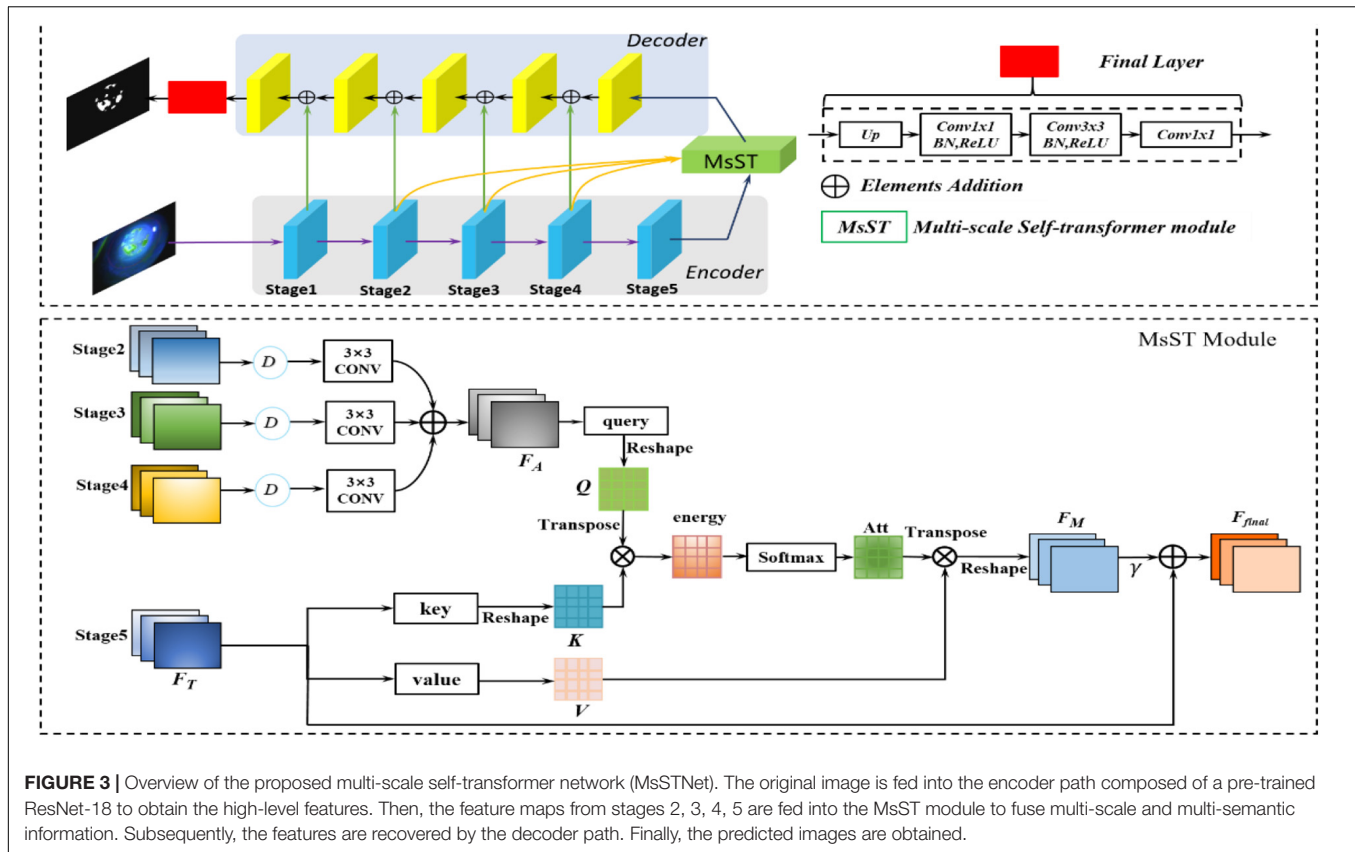 Decoder
Final Layer
Up
Conv1x1
BN,ReLU
Conv3x3
BN,ReLU
Conv1x1
MsST
Elements Addition
MsST
Multi-scale Self-transformer module
Encoder
Stage1
Stage2
Stage3
Stage4
Stage5
MsST Module
Stage2
D
3×3
CONV
Stage3
D
3×3
CONV
Stage4
D
3×3
CONV
F_A
query
Reshape
Q
Transpose
energy
Softmax
Att
Transpose
Reshape
F_M
γ
F_final
Stage5
F_T
key
Reshape
K
value
V
FIGURE 3 | Overview of the proposed multi-scale self-transformer network (MsSTNet). The original image is fed into the encoder path composed of a pre-trained
ResNet-18 to obtain the high-level features. Then, the feature maps from stages 2, 3, 4, 5 are fed into the MsST module to fuse multi-scale and multi-semantic
information. Subsequently, the features are recovered by the decoder path. Finally, the predicted images are obtained.